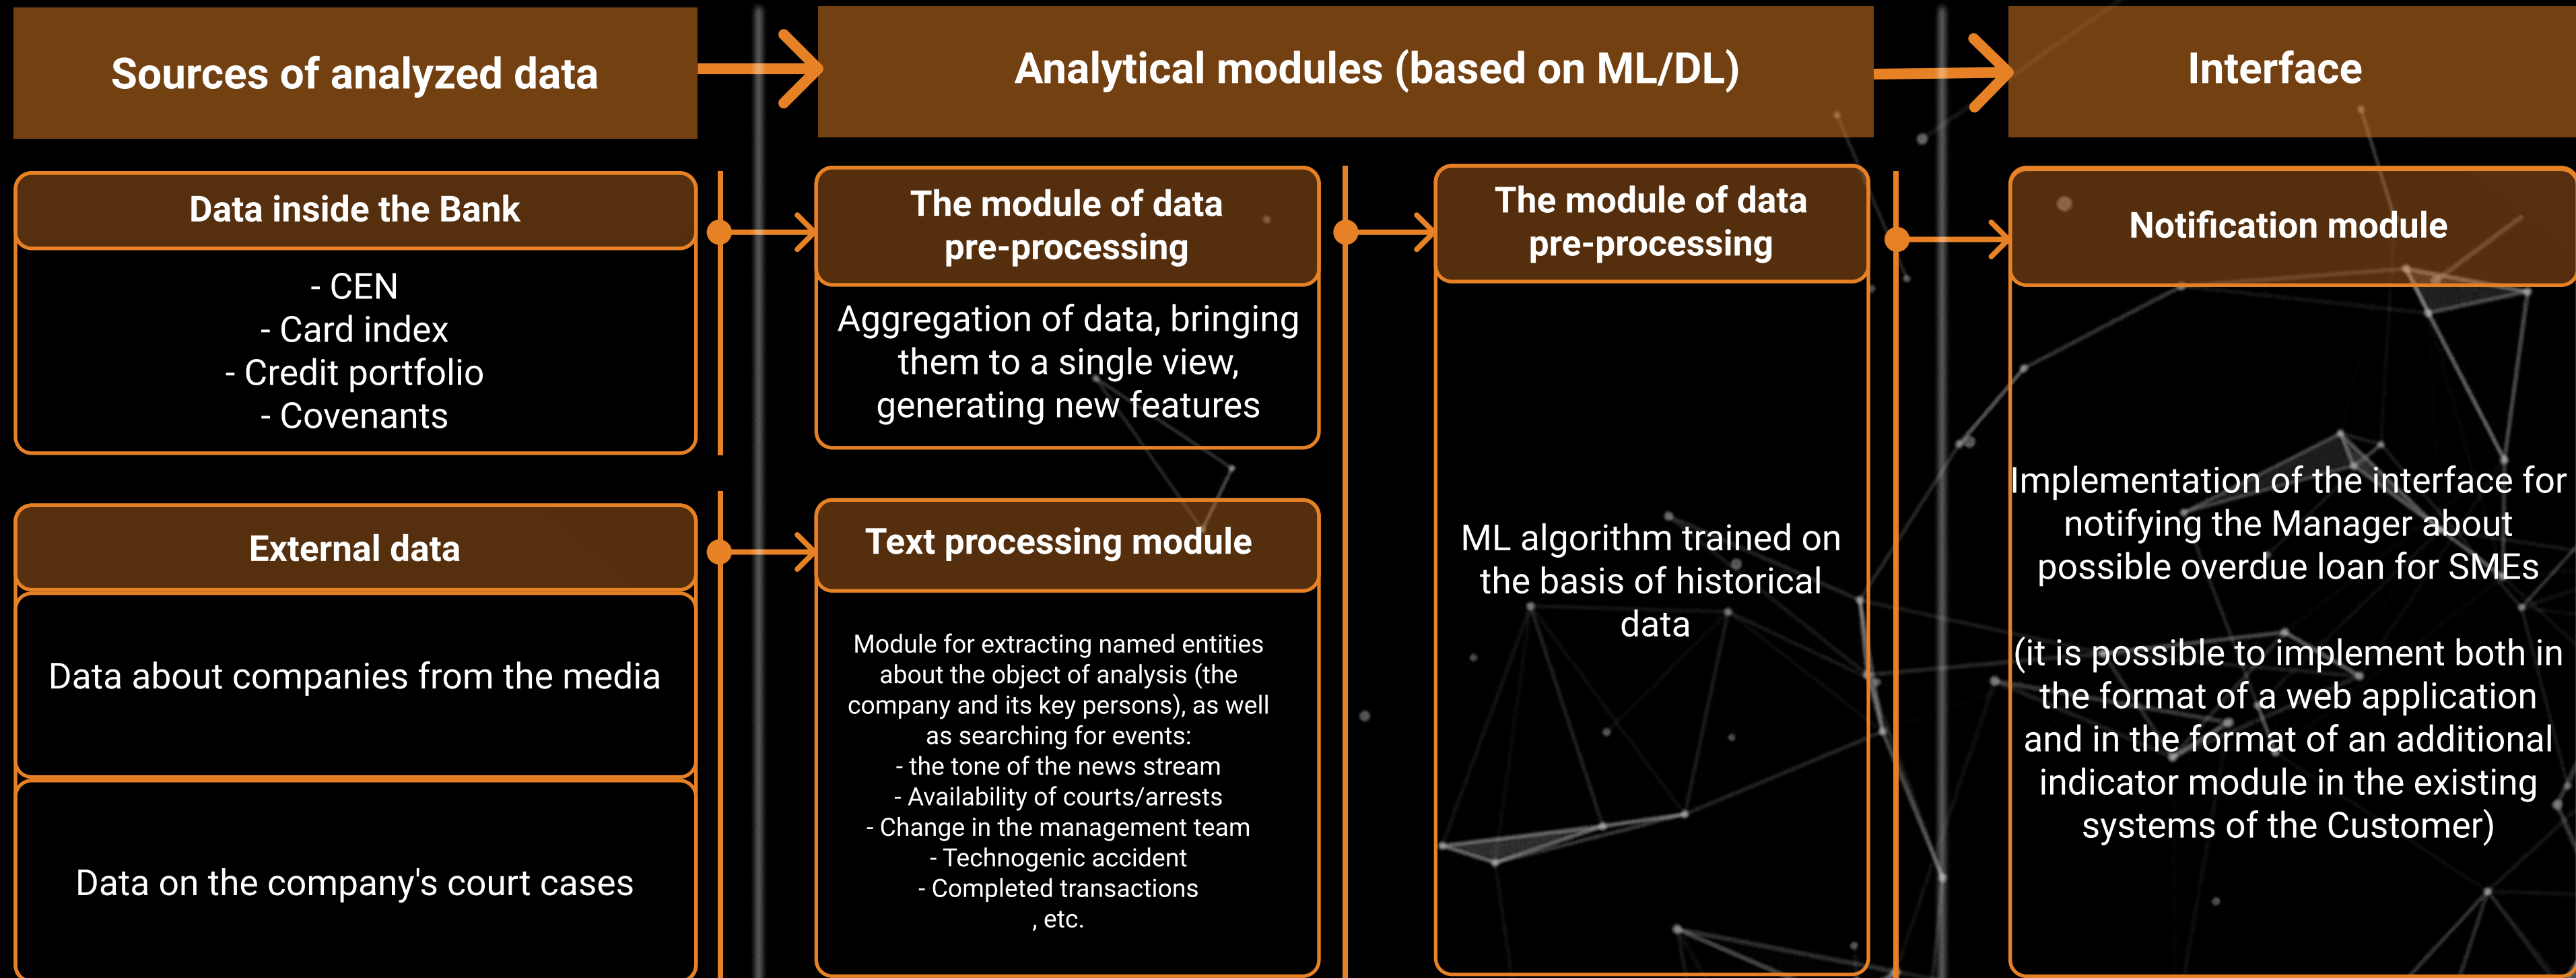 Sources of analyzed data
Analytical modules (based on ML/DL)
Interface
Data inside the Bank
- CEN
- Card index
- Credit portfolio
- Covenants
External data
Data about companies from the media
Data on the company's court cases
The module of data
pre-processing
Aggregation of data, bringing
them to a single view,
generating new features
Text processing module
Module for extracting named entities
about the object of analysis (the
company and its key persons), as well
as searching for events:
- the tone of the news stream
- Availability of courts/arrests
- Change in the management team
- Technogenic accident
- Completed transactions
, etc.
The module of data
pre-processing
ML algorithm trained on
the basis of historical
data
Notification module
Implementation of the interface for
notifying the Manager about
possible overdue loan for SMEs
(it is possible to implement both in
the format of a web application
and in the format of an additional
indicator module in the existing
systems of the Customer)